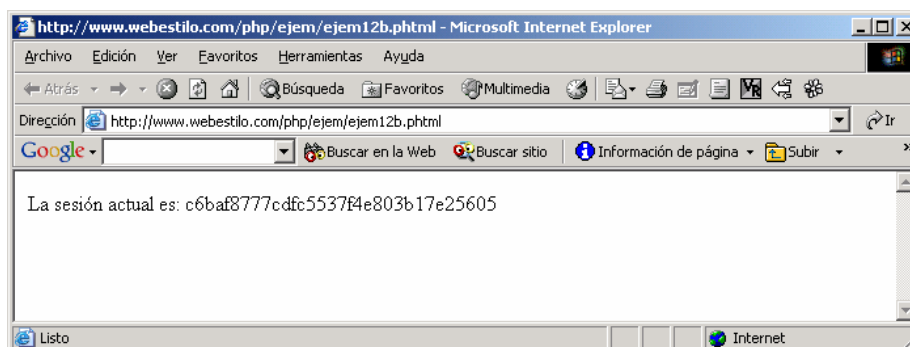 http://www.webestilo.com/php/ejem/ejem12b.phtml - Microsoft Internet Explorer
Archivo Edición Ver Favoritos Herramientas Ayuda
Atrás Búsqueda Favoritos Multimedia
Dirección http://www.webestilo.com/php/ejem/ejem12b.phtml Ir
Google Buscar en la Web Buscar sitio Información de página Subir »
La sesión actual es: c6baf8777cdfc5537f4e803b17e25605
Listo Internet